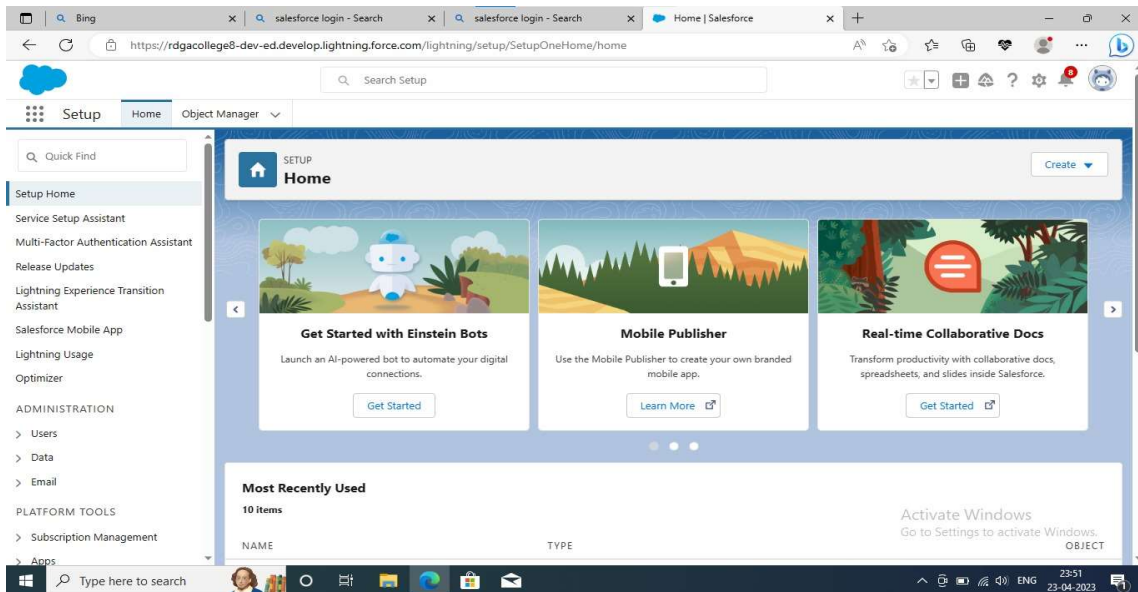 Bing
salesforce login - Search
salesforce login - Search
Home | Salesforce
https://rdgacollege8-dev-ed.develop.lightning.force.com/lightning/setup/SetupOneHome/home
Search Setup
8
Setup
Home
Object Manager
Quick Find
Setup Home
Service Setup Assistant
Multi-Factor Authentication Assistant
Release Updates
Lightning Experience Transition
Assistant
Salesforce Mobile App
Lightning Usage
Optimizer
ADMINISTRATION
Users
Data
Email
PLATFORM TOOLS
Subscription Management
Apps
SETUP
Home
Create
Get Started with Einstein Bots
Launch an AI-powered bot to automate your digital
connections.
Get Started
Mobile Publisher
Use the Mobile Publisher to create your own branded
mobile app.
Learn More
Real-time Collaborative Docs
Transform productivity with collaborative docs,
spreadsheets, and slides inside Salesforce.
Get Started
Most Recently Used
10 items
NAME
TYPE
OBJECT
Activate Windows
Go to Settings to activate Windows.
Type here to search
ENG
23:51
23-04-2023
1